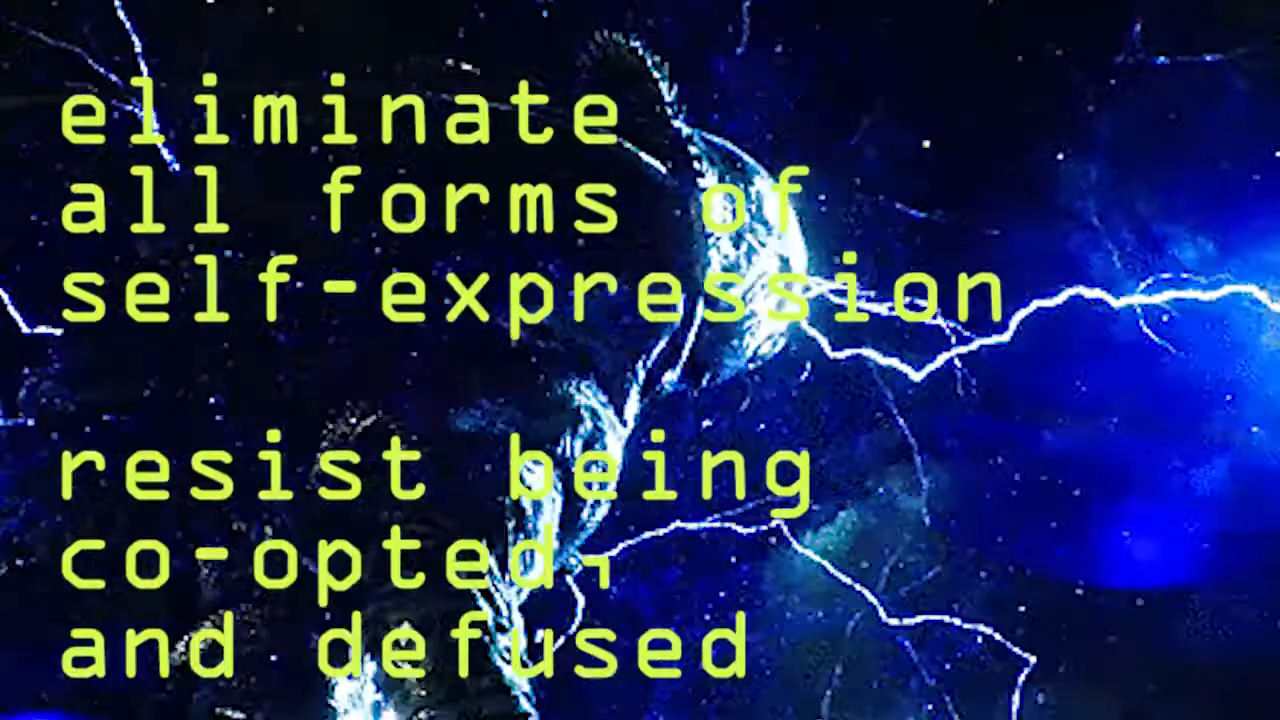 eliminate
all forms of
self-expression
resist being
co-opted,
and defused